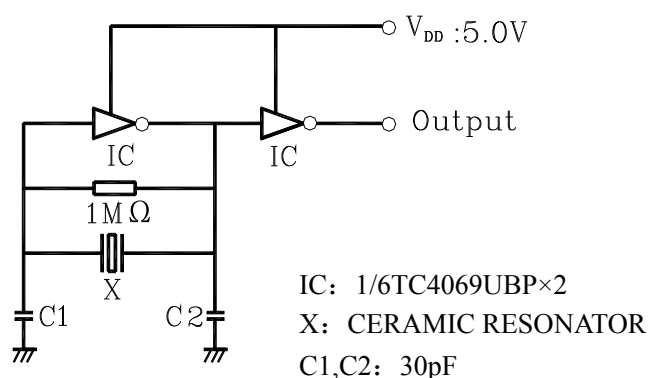 V_DD :5.0V
Output
IC
IC
1MΩ
X
C1
C2
IC: 1/6TC4069UBP×2
X: CERAMIC RESONATOR
C1,C2: 30pF